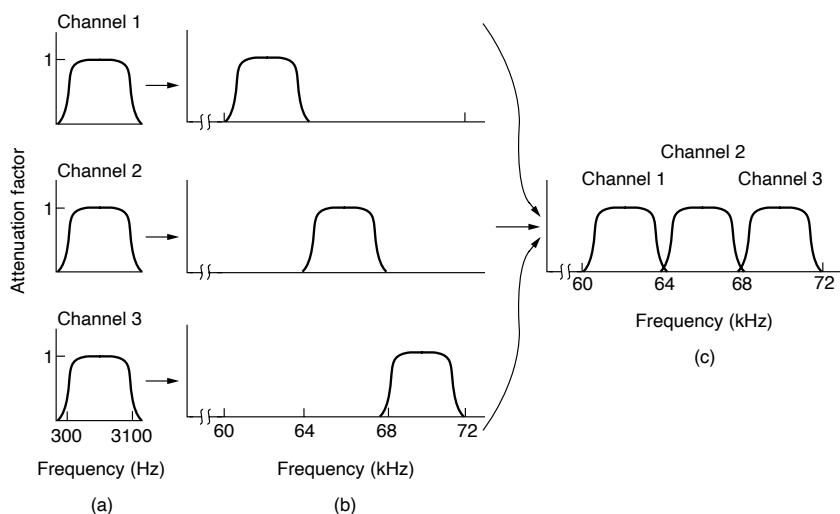 Channel 1
1
Channel 2
1
Channel 3
1
Attenuation factor
300 3100
Frequency (Hz)
(a)
60 64 68 72
Frequency (kHz)
(b)
Channel 2
Channel 1 Channel 3
60 64 68 72
Frequency (kHz)
(c)